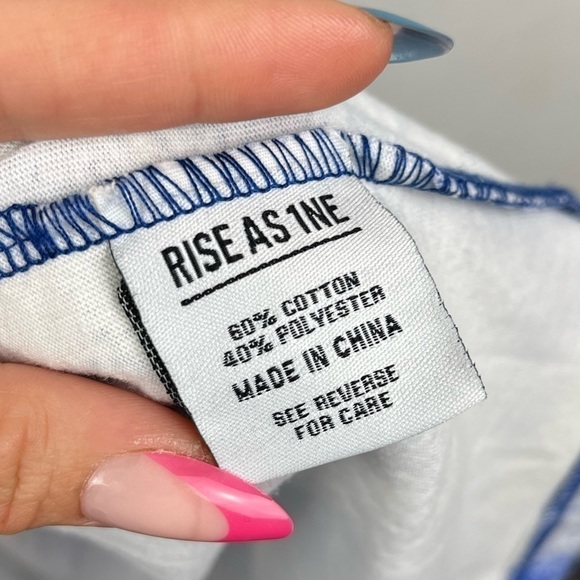 RISE AS 1NE
60% COTTON
40% POLYESTER
MADE IN CHINA
SEE REVERSE
FOR CARE